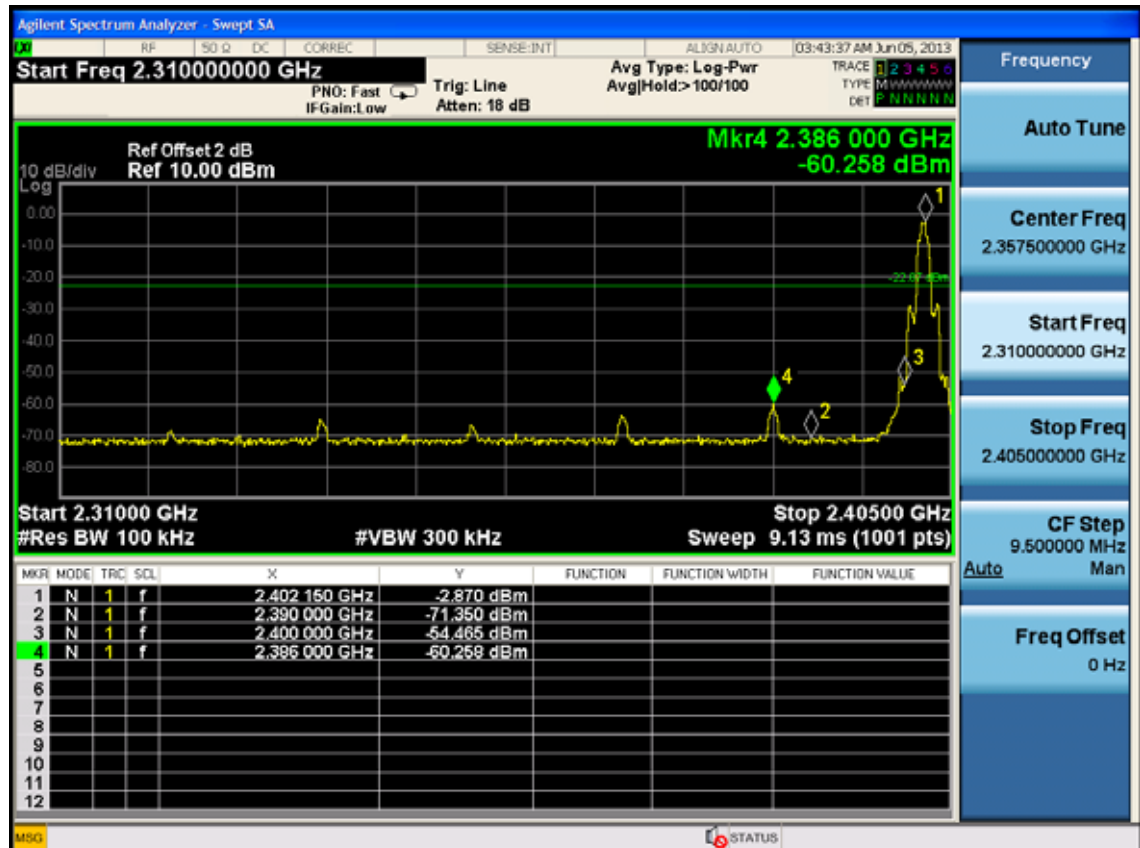 Agilent Spectrum Analyzer - Swept SA
RF 50 Ω DC CORREC SENSE:INT ALIGN AUTO 03:43:37 AM Jun 05, 2013
Start Freq 2.310000000 GHz
PNO: Fast
IFGain:Low
Trig: Line
Atten: 18 dB
Avg Type: Log-Pwr
Avg|Hold:>100/100
TRACE 1 2 3 4 5 6
TYPE M
DET P N N N N N
Mkr4 2.386 000 GHz
-60.258 dBm
Ref Offset 2 dB
10 dB/div Ref 10.00 dBm
Log
0.00
-10.0
-20.0
-30.0
-40.0
-50.0
-60.0
-70.0
-80.0
1
-22.87 dBm
3
4
2
Start 2.31000 GHz Stop 2.40500 GHz
#Res BW 100 kHz #VBW 300 kHz Sweep 9.13 ms (1001 pts)
MKR MODE TRC SCL X Y FUNCTION FUNCTION WIDTH FUNCTION VALUE
1 N 1 f 2.402 150 GHz -2.870 dBm
2 N 1 f 2.390 000 GHz -71.350 dBm
3 N 1 f 2.400 000 GHz -54.465 dBm
4 N 1 f 2.386 000 GHz -60.258 dBm
5
6
7
8
9
10
11
12
MSG STATUS
Frequency
Auto Tune
Center Freq
2.357500000 GHz
Start Freq
2.310000000 GHz
Stop Freq
2.405000000 GHz
CF Step
9.500000 MHz
Auto Man
Freq Offset
0 Hz